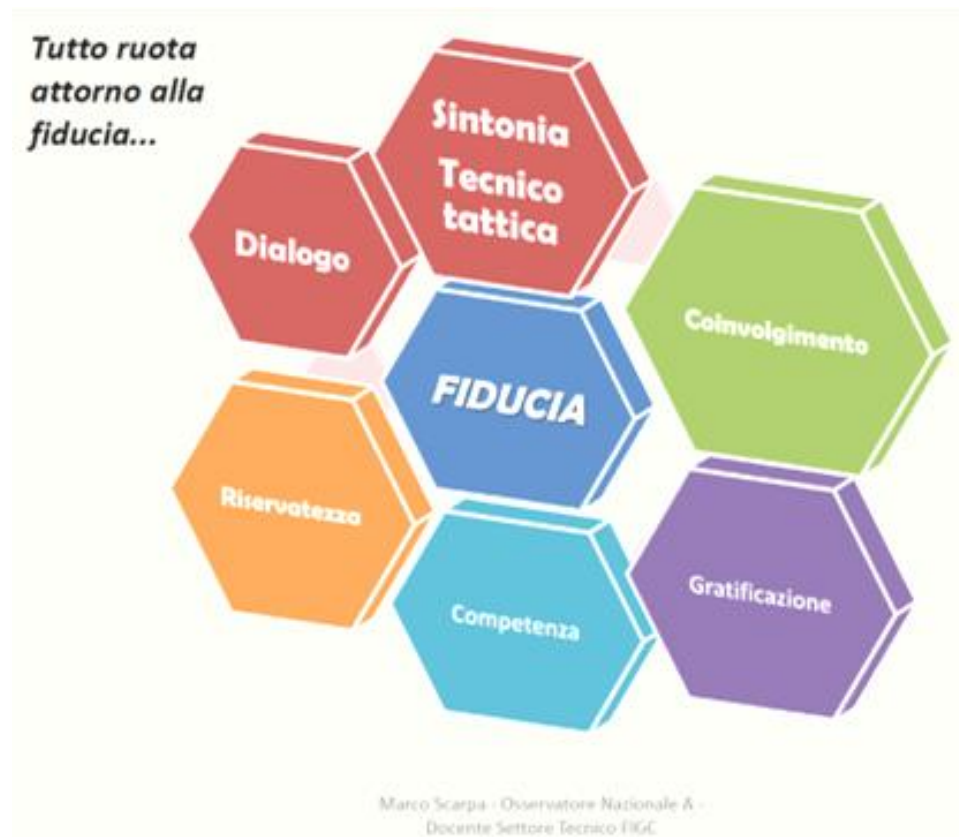 Tutto ruota
attorno alla
fiducia...
Sintonia
Tecnico
tattica
Dialogo
Coinvolgimento
FIDUCIA
Riservatezza
Gratificazione
Competenza
Marco Scarpa - Osservatore Nazionale A -
Docente Settore Tecnico FIGC